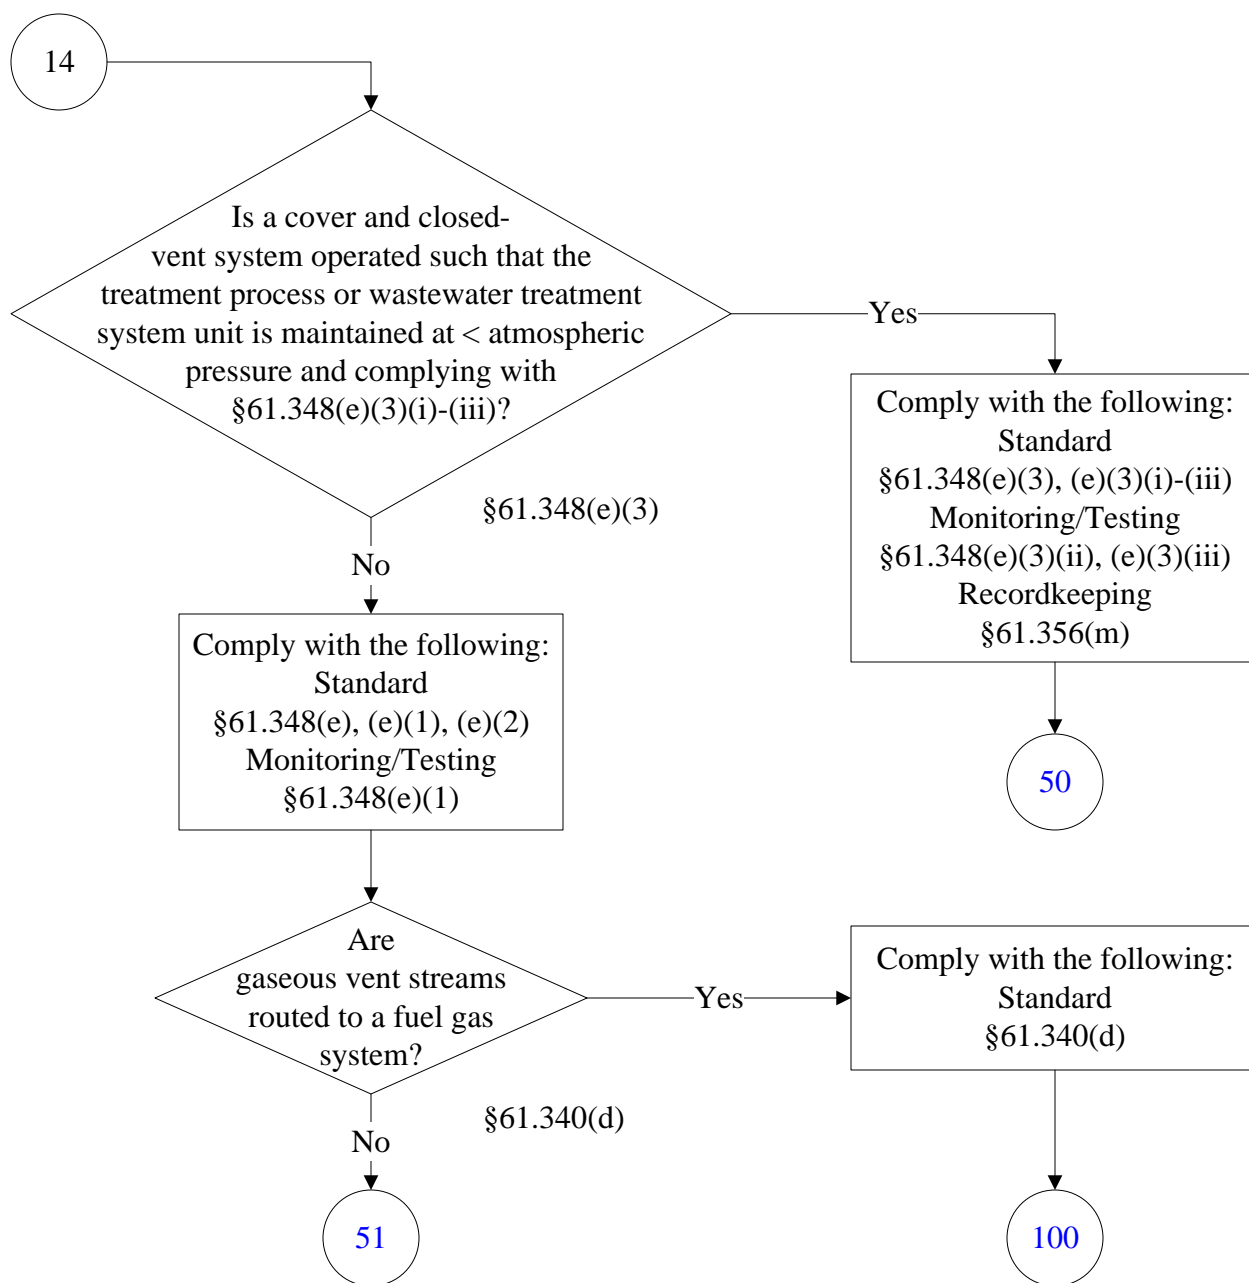 14
Is a cover and closed-
vent system operated such that the
treatment process or wastewater treatment
system unit is maintained at < atmospheric
pressure and complying with
§61.348(e)(3)(i)-(iii)?
Yes
§61.348(e)(3)
Comply with the following:
Standard
§61.348(e)(3), (e)(3)(i)-(iii)
Monitoring/Testing
§61.348(e)(3)(ii), (e)(3)(iii)
Recordkeeping
§61.356(m)
50
No
Comply with the following:
Standard
§61.348(e), (e)(1), (e)(2)
Monitoring/Testing
§61.348(e)(1)
Are
gaseous vent streams
routed to a fuel gas
system?
Yes
§61.340(d)
Comply with the following:
Standard
§61.340(d)
No
51
100